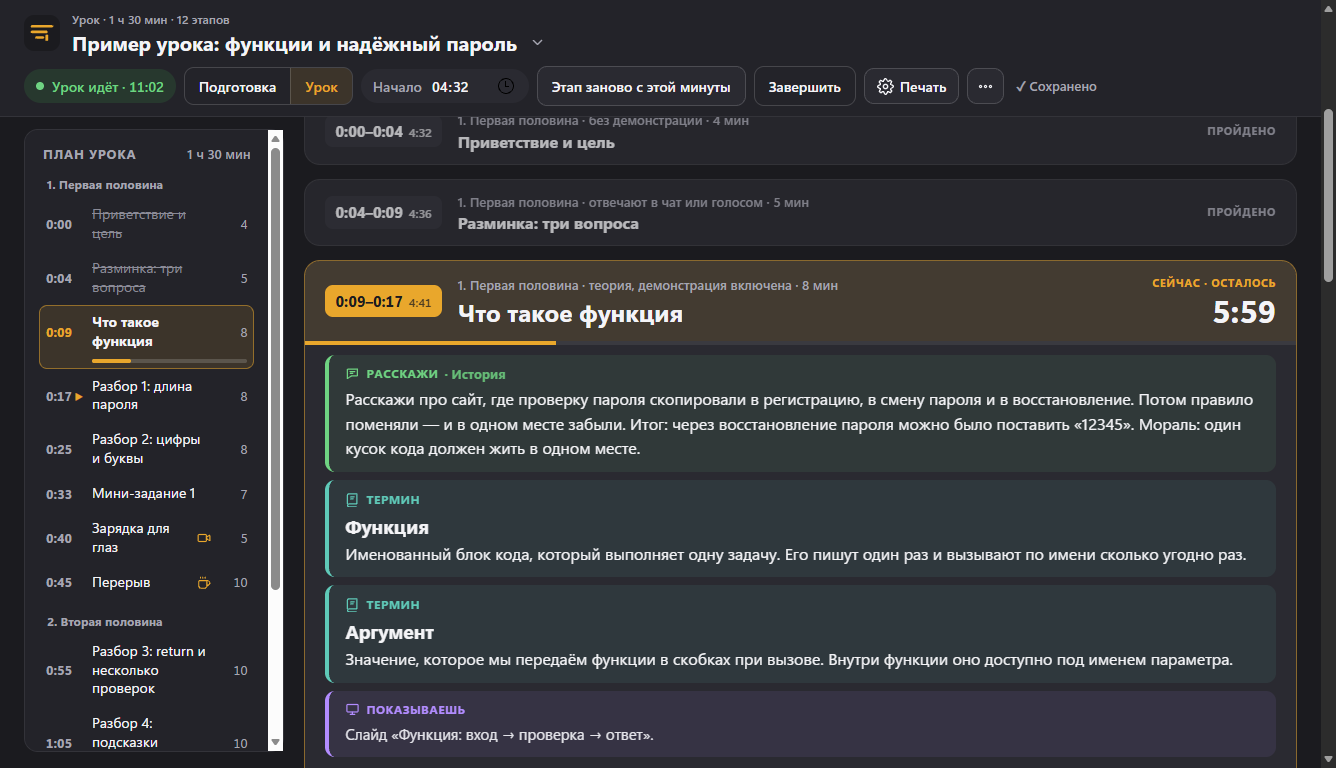 Урок · 1 ч 30 мин · 12 этапов
Пример урока: функции и надёжный пароль
Урок идёт · 11:02
Подготовка
Урок
Начало 04:32
Этап заново с этой минуты
Завершить
Печать
✓ Сохранено
ПЛАН УРОКА 1 ч 30 мин
1. Первая половина
0:00 Приветствие и цель 4
0:04 Разминка: три вопроса 5
0:09 Что такое функция 8
0:17 Разбор 1: длина пароля 8
0:25 Разбор 2: цифры и буквы 8
0:33 Мини-задание 1 7
0:40 Зарядка для глаз 5
0:45 Перерыв 10
2. Вторая половина
0:55 Разбор 3: return и несколько проверок 10
1:05 Разбор 4: подсказки 10
0:00–0:04 4:32
1. Первая половина · без демонстрации · 4 мин
Приветствие и цель
ПРОЙДЕНО
0:04–0:09 4:36
1. Первая половина · отвечают в чат или голосом · 5 мин
Разминка: три вопроса
ПРОЙДЕНО
0:09–0:17 4:41
1. Первая половина · теория, демонстрация включена · 8 мин
Что такое функция
СЕЙЧАС · ОСТАЛОСЬ
5:59
РАССКАЖИ · История
Расскажи про сайт, где проверку пароля скопировали в регистрацию, в смену пароля и в восстановление. Потом правило
поменяли — и в одном месте забыли. Итог: через восстановление пароля можно было поставить «12345». Мораль: один
кусок кода должен жить в одном месте.
ТЕРМИН
Функция
Именованный блок кода, который выполняет одну задачу. Его пишут один раз и вызывают по имени сколько угодно раз.
ТЕРМИН
Аргумент
Значение, которое мы передаём функции в скобках при вызове. Внутри функции оно доступно под именем параметра.
ПОКАЗЫВАЕШЬ
Слайд «Функция: вход → проверка → ответ».